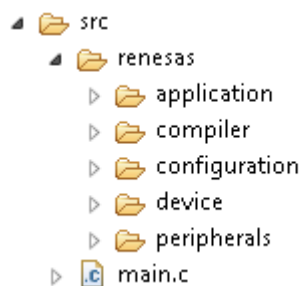 src
renesas
application
compiler
configuration
device
peripherals
.c main.c